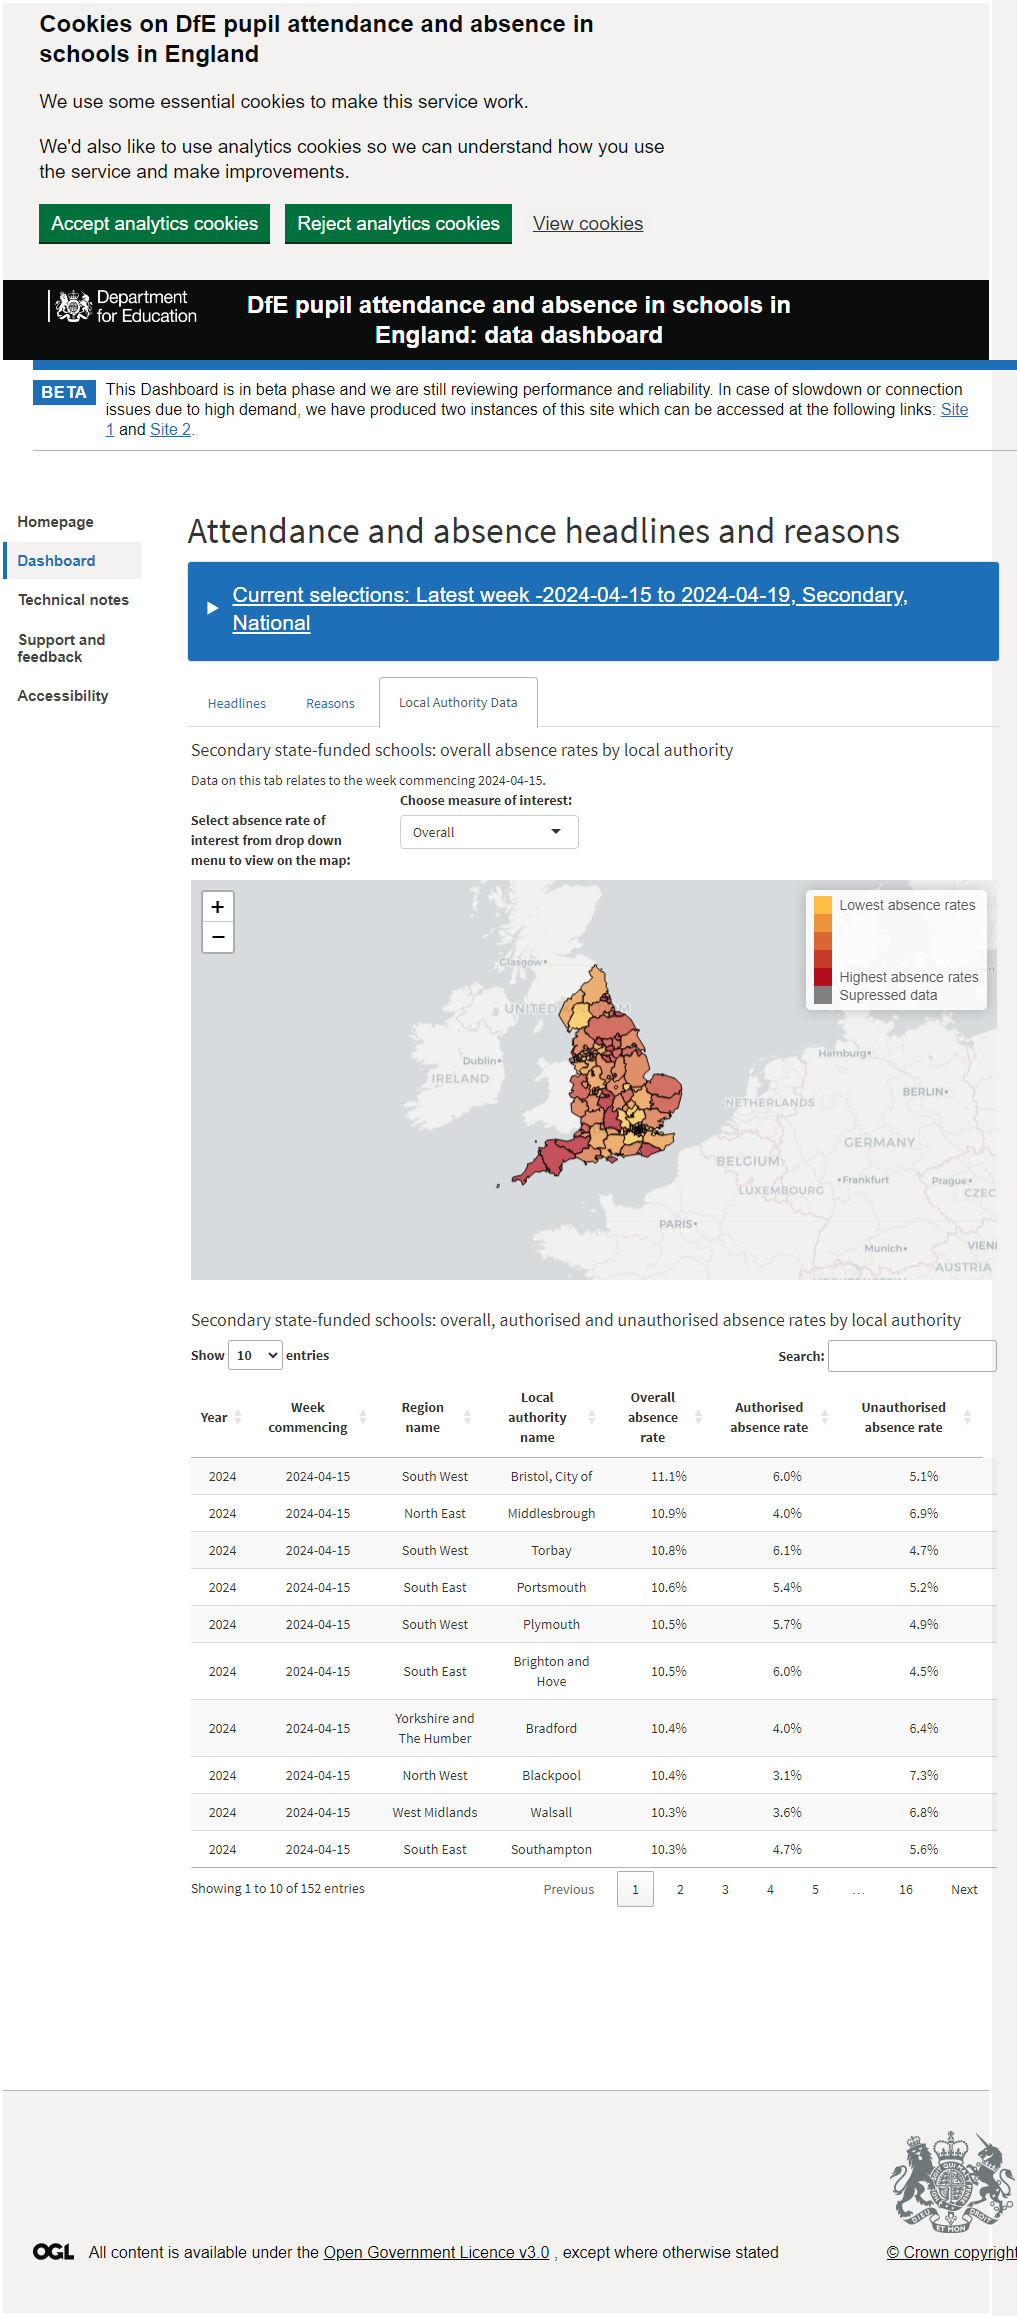 Cookies on DfE pupil attendance and absence in
schools in England
We use some essential cookies to make this service work.
We'd also like to use analytics cookies so we can understand how you use
the service and make improvements.
Accept analytics cookies Reject analytics cookies View cookies
Department
for Education
DfE pupil attendance and absence in schools in
England: data dashboard
BETA This Dashboard is in beta phase and we are still reviewing performance and reliability. In case of slowdown or connection
issues due to high demand, we have produced two instances of this site which can be accessed at the following links: Site
1 and Site 2.
Homepage
Dashboard
Technical notes
Support and
feedback
Accessibility
Attendance and absence headlines and reasons
Current selections: Latest week -2024-04-15 to 2024-04-19, Secondary,
National
Headlines Reasons Local Authority Data
Secondary state-funded schools: overall absence rates by local authority
Data on this tab relates to the week commencing 2024-04-15.
Select absence rate of
interest from drop down
menu to view on the map:
Choose measure of interest:
Overall
+
−
Lowest absence rates
Highest absence rates
Supressed data
Glasgow
UNITED
Dublin
IRELAND
Hamburg
NETHERLANDS
BERLIN
GERMANY
BELGIUM
Frankfurt
LUXEMBOURG
Prague
CZEC
PARIS
Munich
VIEN
AUSTRIA
Secondary state-funded schools: overall, authorised and unauthorised absence rates by local authority
Show 10 entries Search:
Year Week commencing Region name Local authority name Overall absence rate Authorised absence rate Unauthorised absence rate
2024 2024-04-15 South West Bristol, City of 11.1% 6.0% 5.1%
2024 2024-04-15 North East Middlesbrough 10.9% 4.0% 6.9%
2024 2024-04-15 South West Torbay 10.8% 6.1% 4.7%
2024 2024-04-15 South East Portsmouth 10.6% 5.4% 5.2%
2024 2024-04-15 South West Plymouth 10.5% 5.7% 4.9%
2024 2024-04-15 South East Brighton and Hove 10.5% 6.0% 4.5%
2024 2024-04-15 Yorkshire and The Humber Bradford 10.4% 4.0% 6.4%
2024 2024-04-15 North West Blackpool 10.4% 3.1% 7.3%
2024 2024-04-15 West Midlands Walsall 10.3% 3.6% 6.8%
2024 2024-04-15 South East Southampton 10.3% 4.7% 5.6%
Showing 1 to 10 of 152 entries Previous 1 2 3 4 5 … 16 Next
DIEU ET MON DROIT
OGL All content is available under the Open Government Licence v3.0 , except where otherwise stated
© Crown copyright